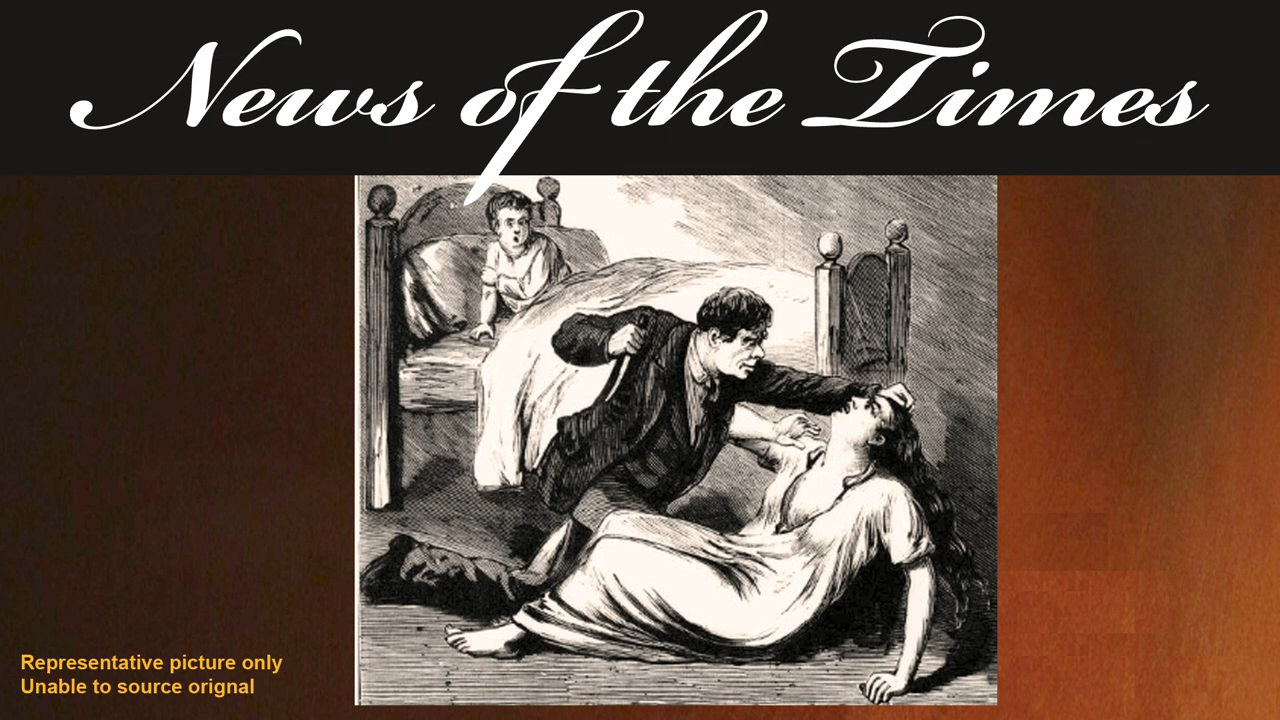 News of the Times
Representative picture only
Unable to source orignal